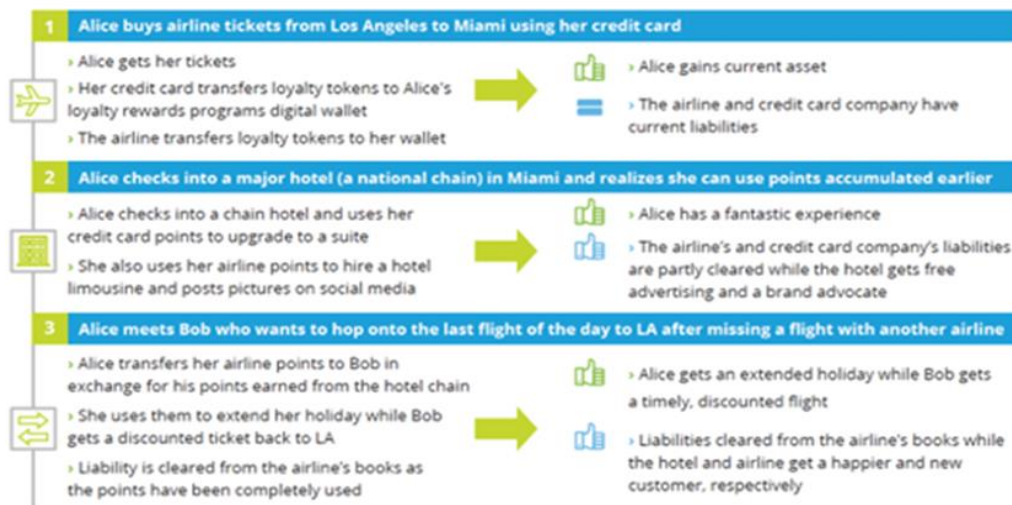 1 Alice buys airline tickets from Los Angeles to Miami using her credit card
› Alice gets her tickets
› Her credit card transfers loyalty tokens to Alice's
loyalty rewards programs digital wallet
› The airline transfers loyalty tokens to her wallet
› Alice gains current asset
› The airline and credit card company have
current liabilities
2 Alice checks into a major hotel (a national chain) in Miami and realizes she can use points accumulated earlier
› Alice checks into a chain hotel and uses her
credit card points to upgrade to a suite
› She also uses her airline points to hire a hotel
limousine and posts pictures on social media
› Alice has a fantastic experience
› The airline's and credit card company's liabilities
are partly cleared while the hotel gets free
advertising and a brand advocate
3 Alice meets Bob who wants to hop onto the last flight of the day to LA after missing a flight with another airline
› Alice transfers her airline points to Bob in
exchange for his points earned from the hotel chain
› She uses them to extend her holiday while Bob
gets a discounted ticket back to LA
› Liability is cleared from the airline's books as
the points have been completely used
› Alice gets an extended holiday while Bob gets
a timely, discounted flight
› Liabilities cleared from the airline's books while
the hotel and airline get a happier and new
customer, respectively